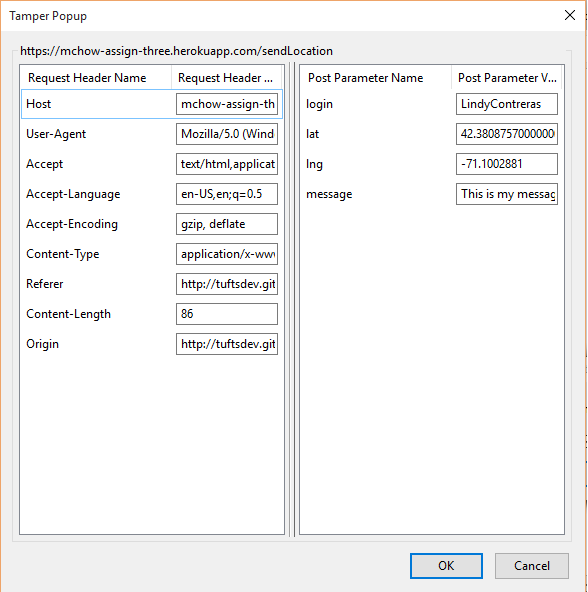 Tamper Popup
https://mchow-assign-three.herokuapp.com/sendLocation
Request Header Name Request Header ...
Host mchow-assign-th
User-Agent Mozilla/5.0 (Wind
Accept text/html,applicat
Accept-Language en-US,en;q=0.5
Accept-Encoding gzip, deflate
Content-Type application/x-www
Referer http://tuftsdev.git
Content-Length 86
Origin http://tuftsdev.git
Post Parameter Name Post Parameter V...
login LindyContreras
lat 42.3808757000000
lng -71.1002881
message This is my messag
OK Cancel